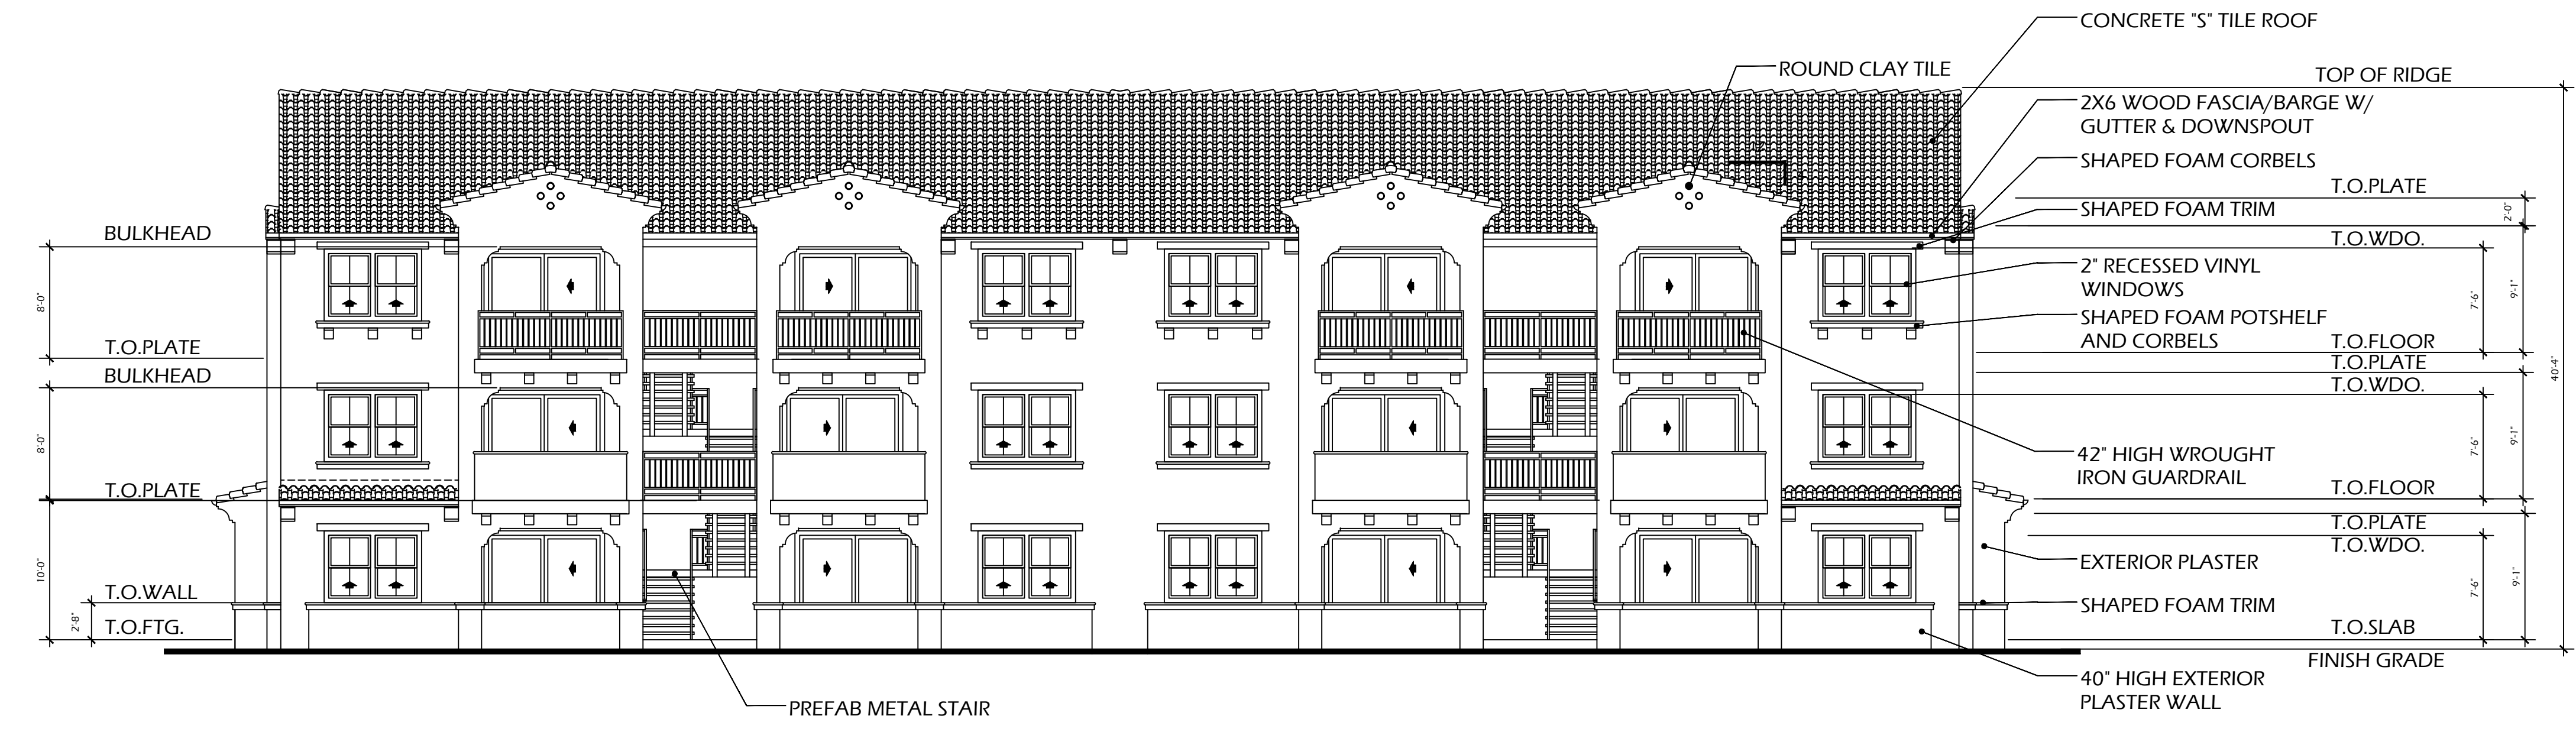 CONCRETE "S" TILE ROOF
ROUND CLAY TILE
TOP OF RIDGE
2X6 WOOD FASCIA/BARGE W/
GUTTER & DOWNSPOUT
12
SHAPED FOAM CORBELS
T.O.PLATE
SHAPED FOAM TRIM
2'-0"
BULKHEAD
T.O.WDO.
2" RECESSED VINYL
WINDOWS
8'-0"
7'-6"
9'-1"
SHAPED FOAM POTSHELF
AND CORBELS
T.O.FLOOR
T.O.PLATE
T.O.PLATE
40'-4"
BULKHEAD
T.O.WDO.
8'-0"
7'-6"
9'-1"
42" HIGH WROUGHT
IRON GUARDRAIL
T.O.PLATE
T.O.FLOOR
T.O.PLATE
T.O.WDO.
EXTERIOR PLASTER
10'-0"
7'-6"
9'-1"
T.O.WALL
SHAPED FOAM TRIM
2'-8"
T.O.FTG.
T.O.SLAB
FINISH GRADE
40" HIGH EXTERIOR
PLASTER WALL
PREFAB METAL STAIR